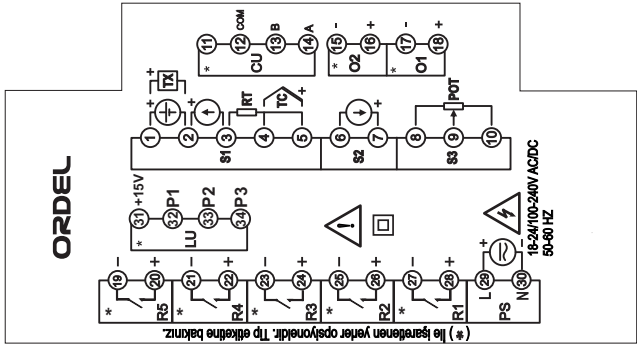 11 12 13 14
COM B A
* CU
15 16 17 18
- + - +
* O2 * O1
+ TX
+ + RT TC + + POT
1 2 3 4 5 6 7 8 9 10
S1 S2 S3
ORDEL
+15V P1 P2 P3
31 32 33 34
* LU
18-24/100-240V AC/DC
50-60 HZ
- + - + - + - + - + + -
19 20 21 22 23 24 25 26 27 28 29 30
L N
* R5 * R4 * R3 * R2 * R1 PS
( * ) ile işaretlenen yerler opsiyoneldir. Tip etiketine bakınız.